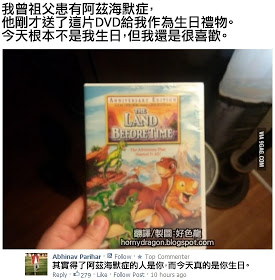 我曾祖父患有阿茲海默症，
他剛才送了這片DVD給我作為生日禮物。
今天根本不是我生日，但我還是很喜歡。
ANNIVERSARY EDITION
THE
LAND
BEFORE TIME
翻譯/製圖:好色龍
hornydragon.blogspot.com
VIA 9GAG.COM
Abhinav Parihar · Follow · Top Commenter
其實得了阿茲海默症的人是你，而今天真的是你生日。
Reply · 279 · Like · Follow Post · 10 hours ago